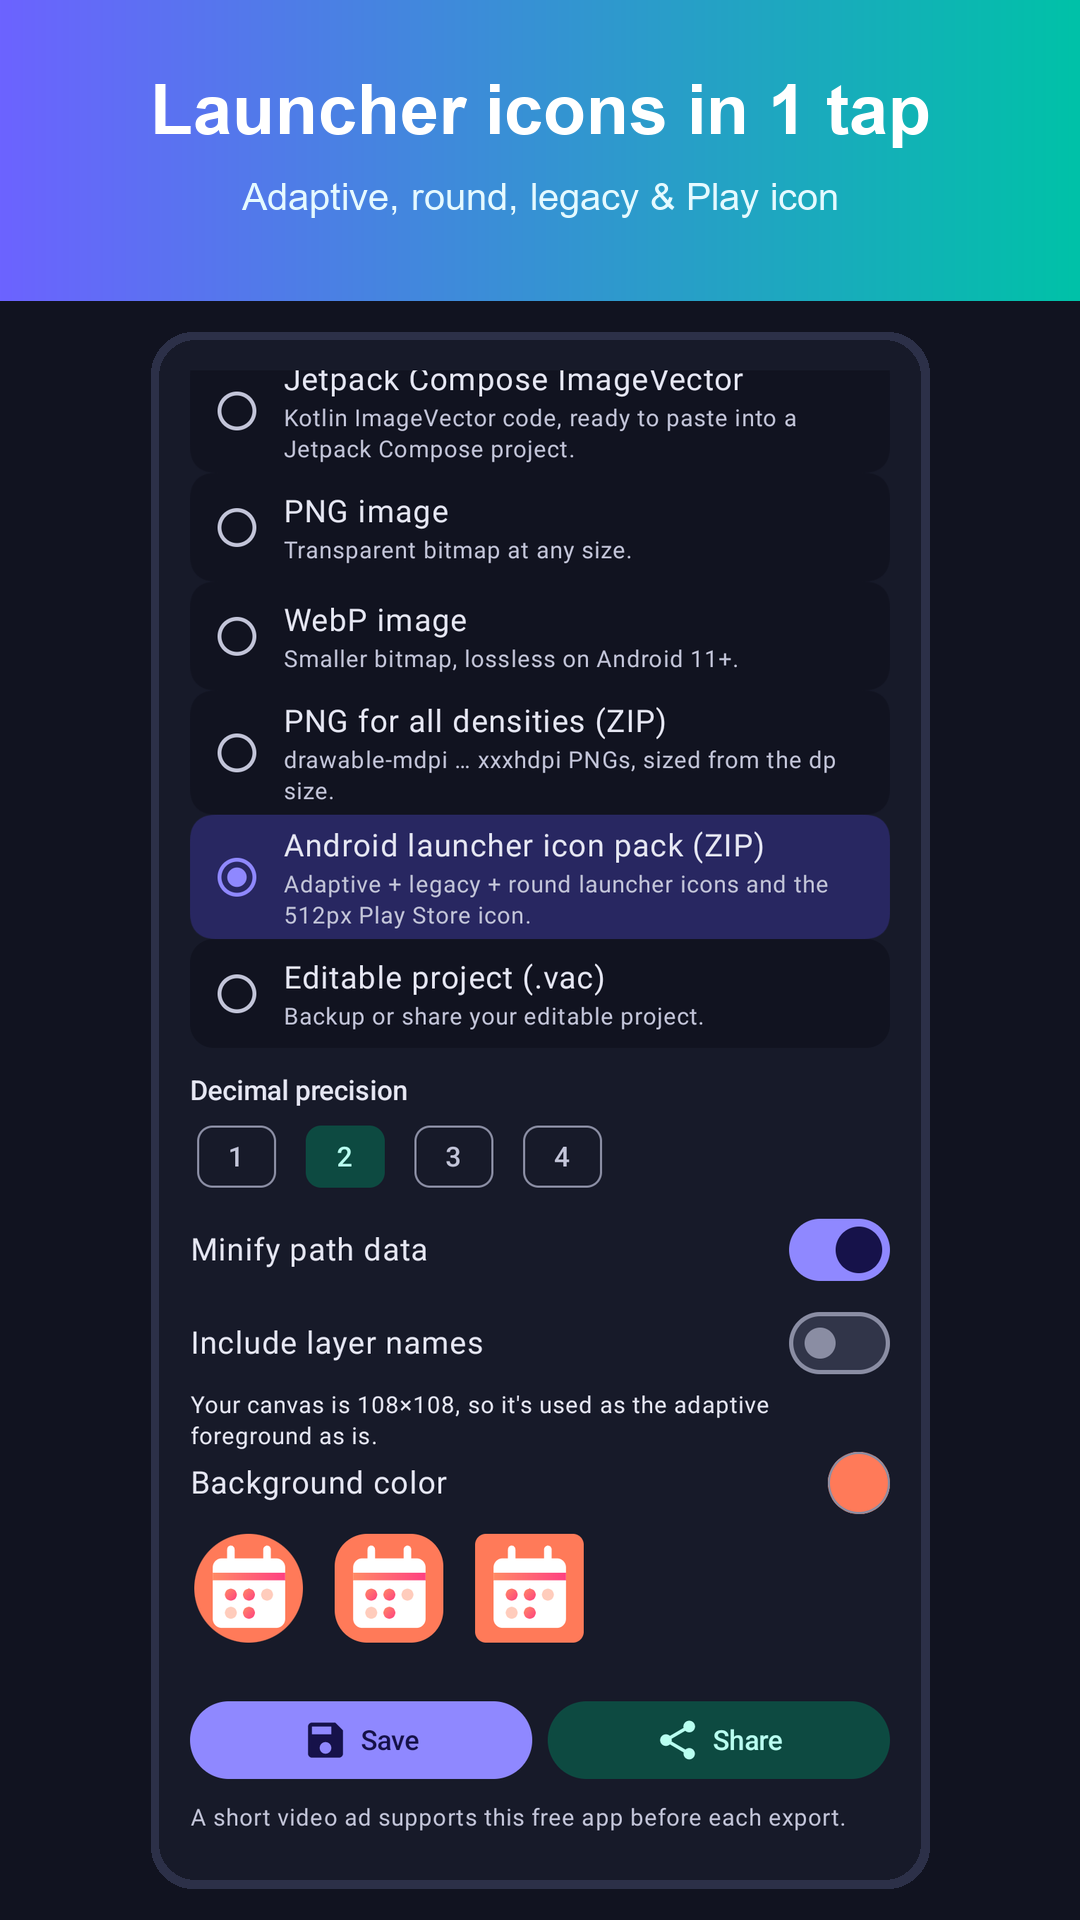 Launcher icons in 1 tap
Adaptive, round, legacy & Play icon
Jetpack Compose ImageVector
Kotlin ImageVector code, ready to paste into a
Jetpack Compose project.
PNG image
Transparent bitmap at any size.
WebP image
Smaller bitmap, lossless on Android 11+.
PNG for all densities (ZIP)
drawable-mdpi … xxxhdpi PNGs, sized from the dp
size.
Android launcher icon pack (ZIP)
Adaptive + legacy + round launcher icons and the
512px Play Store icon.
Editable project (.vac)
Backup or share your editable project.
Decimal precision
1 2 3 4
Minify path data
Include layer names
Your canvas is 108×108, so it's used as the adaptive
foreground as is.
Background color
Save Share
A short video ad supports this free app before each export.